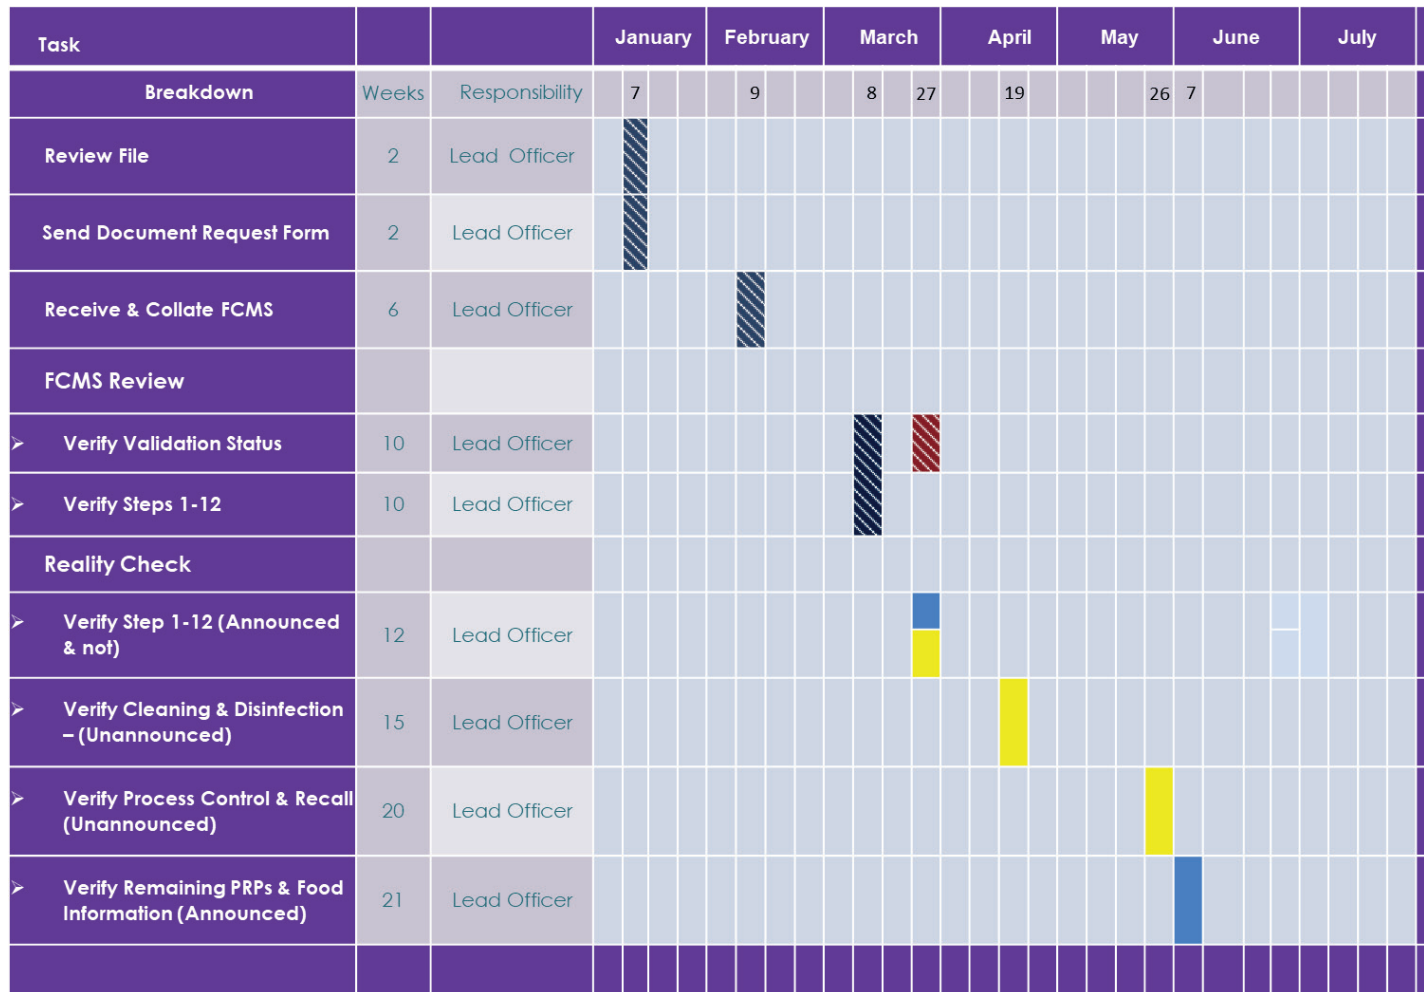 Task January February March April May June July
Breakdown Weeks Responsibility 7 9 8 27 19 26 7
Review File 2 Lead Officer
Send Document Request Form 2 Lead Officer
Receive & Collate FCMS 6 Lead Officer
FCMS Review
➢ Verify Validation Status 10 Lead Officer
➢ Verify Steps 1-12 10 Lead Officer
Reality Check
➢ Verify Step 1-12 (Announced
& not) 12 Lead Officer
➢ Verify Cleaning & Disinfection
– (Unannounced) 15 Lead Officer
➢ Verify Process Control & Recall
(Unannounced) 20 Lead Officer
➢ Verify Remaining PRPs & Food
Information (Announced) 21 Lead Officer